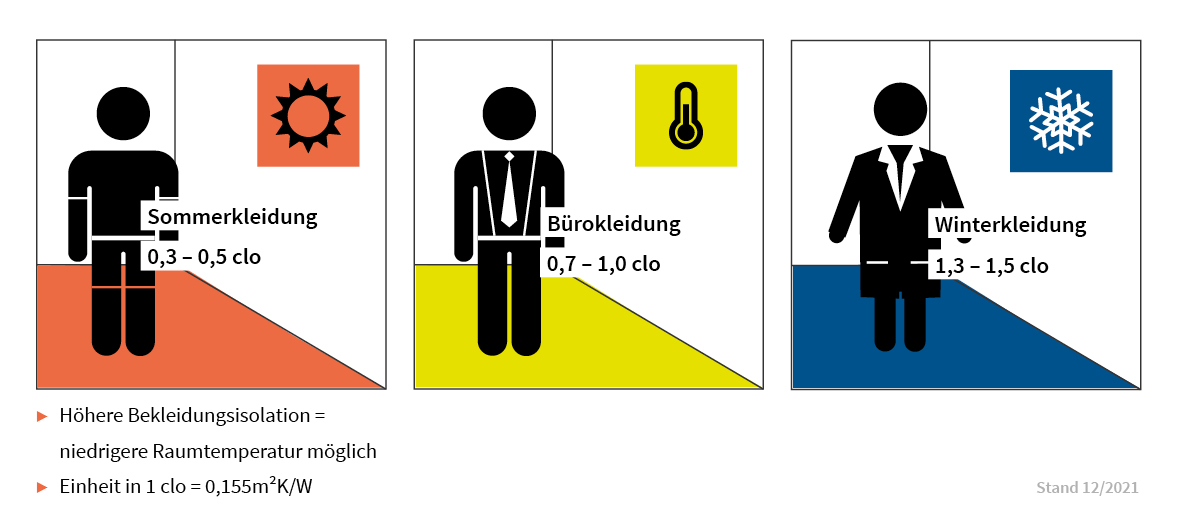 Sommerkleidung
0,3 – 0,5 clo
Bürokleidung
0,7 – 1,0 clo
Winterkleidung
1,3 – 1,5 clo
Höhere Bekleidungsisolation =
niedrigere Raumtemperatur möglich
Einheit in 1 clo = 0,155m²K/W
Stand 12/2021